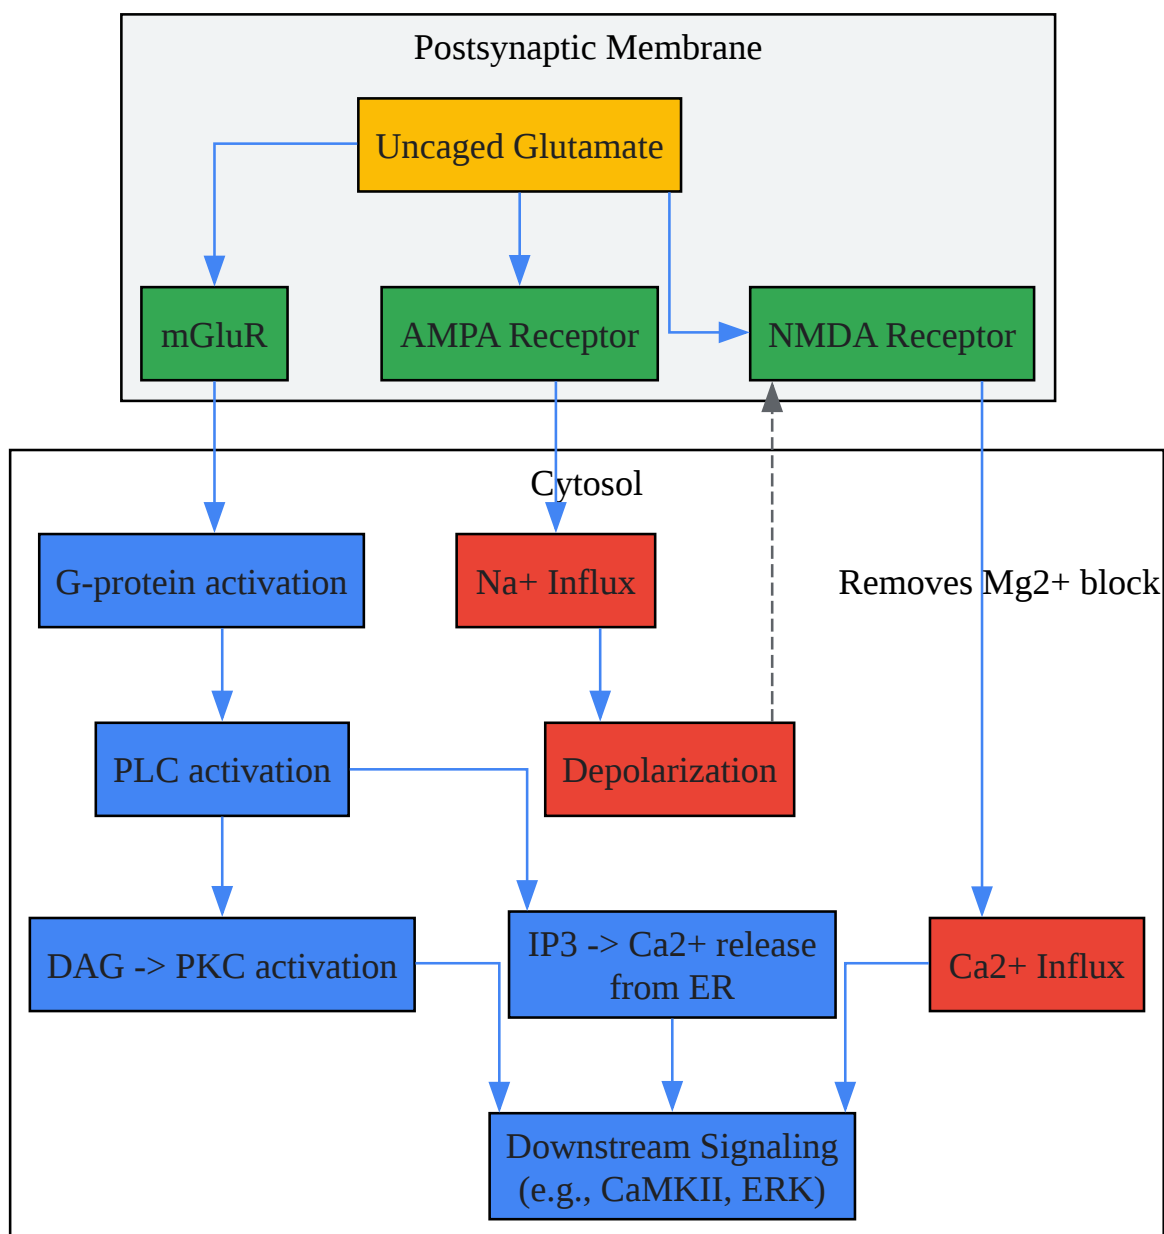 Postsynaptic Membrane
Uncaged Glutamate
mGluR
AMPA Receptor
NMDA Receptor
Cytosol
G-protein activation
Na+ Influx
Removes Mg2+ block
PLC activation
Depolarization
DAG -> PKC activation
IP3 -> Ca2+ release
from ER
Ca2+ Influx
Downstream Signaling
(e.g., CaMKII, ERK)